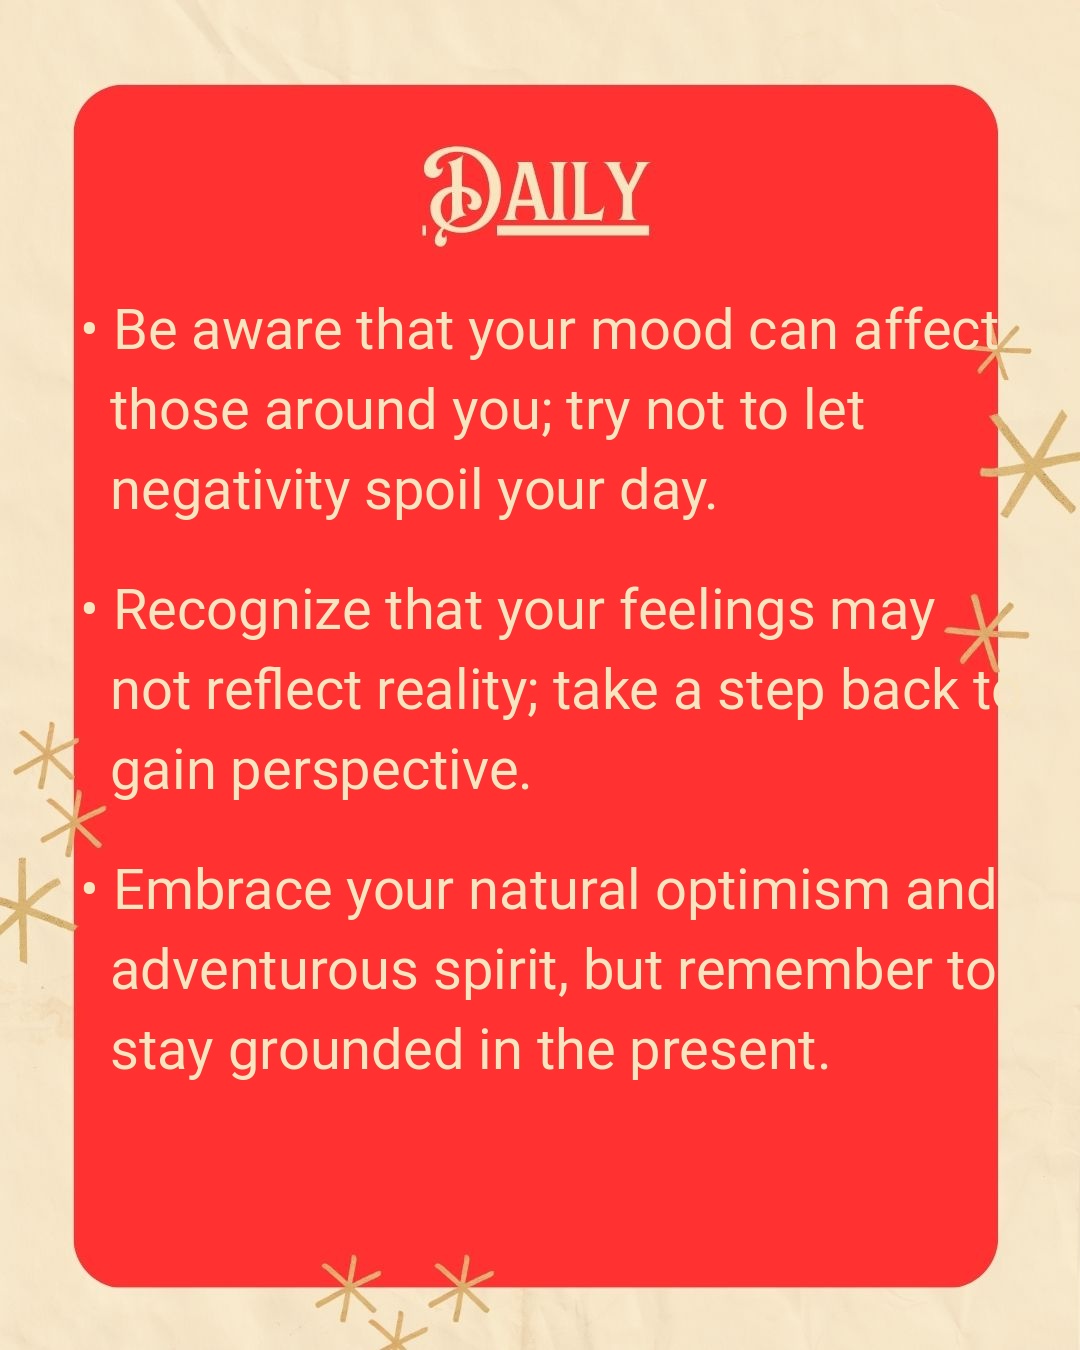 Daily
• Be aware that your mood can affect
those around you; try not to let
negativity spoil your day.
• Recognize that your feelings may
not reflect reality; take a step back to
gain perspective.
• Embrace your natural optimism and
adventurous spirit, but remember to
stay grounded in the present.